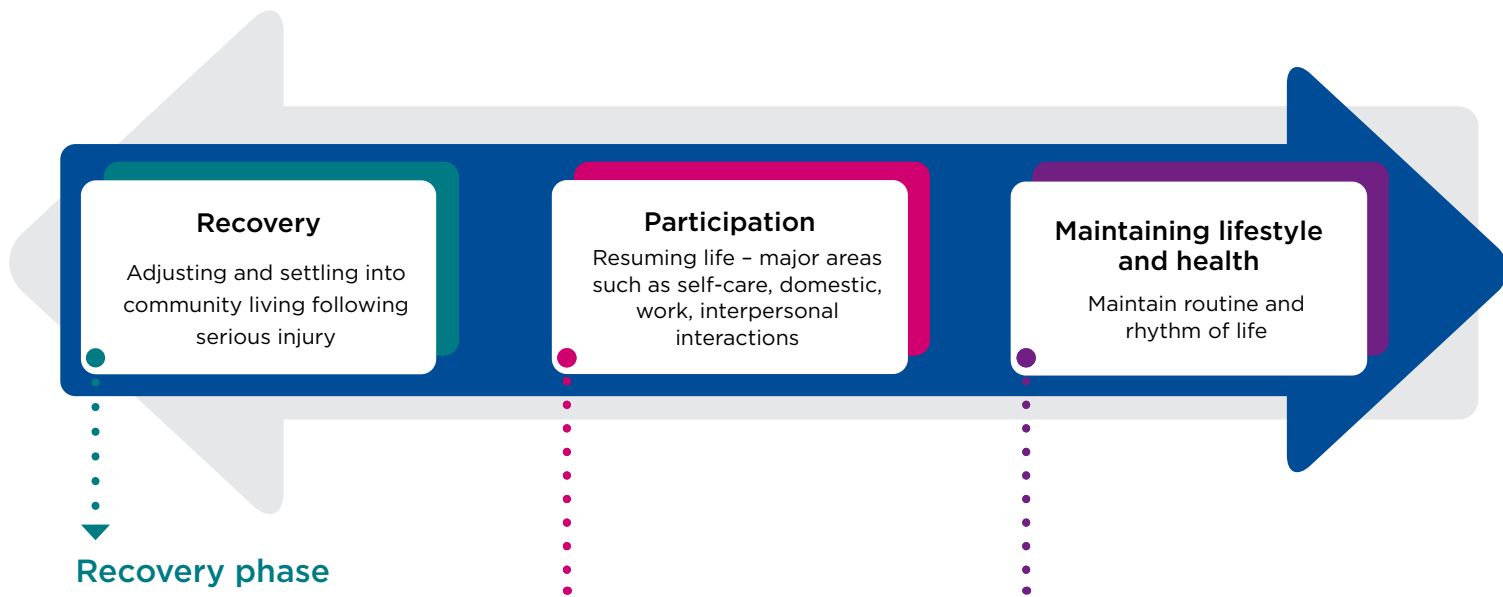 Recovery
Adjusting and settling into
community living following
serious injury
Participation
Resuming life – major areas
such as self-care, domestic,
work, interpersonal
interactions
Maintaining lifestyle
and health
Maintain routine and
rhythm of life
Recovery phase